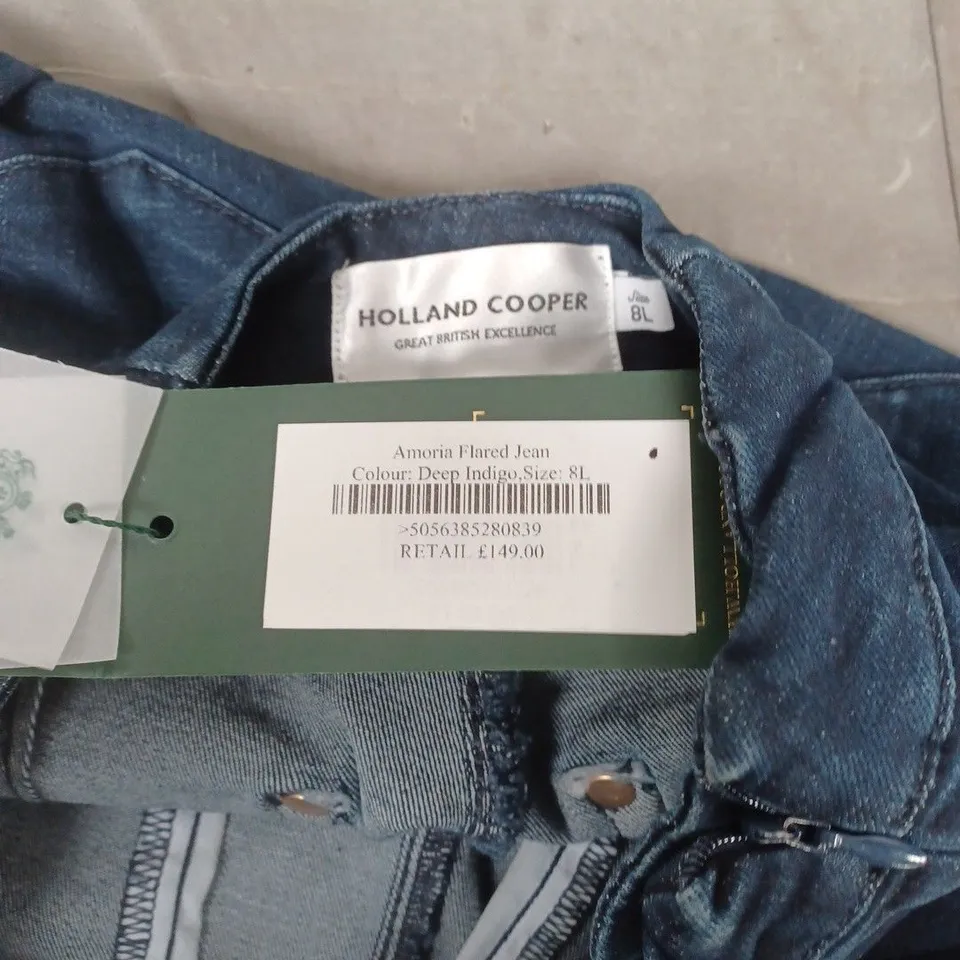 HOLLAND COOPER
GREAT BRITISH EXCELLENCE
Size
8L
Amoria Flared Jean
Colour: Deep Indigo,Size: 8L
>5056385280839
RETAIL £149.00